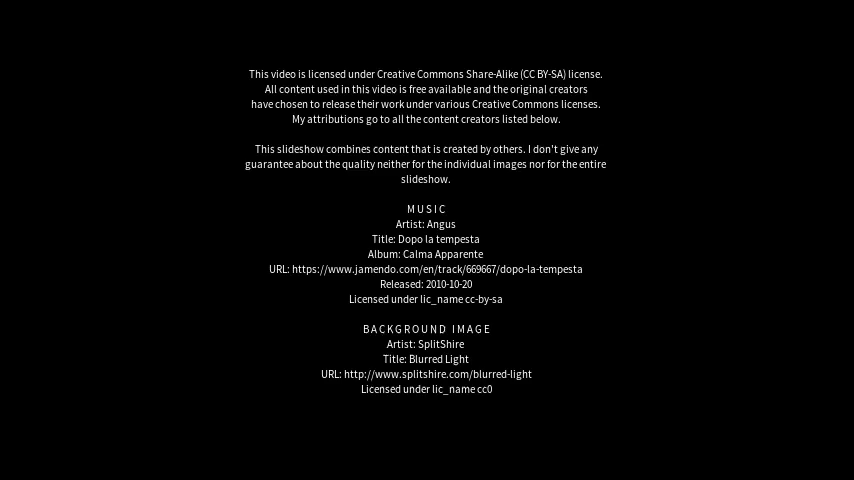 This video is licensed under Creative Commons Share-Alike (CC BY-SA) license.
All content used in this video is free available and the original creators
have chosen to release their work under various Creative Commons licenses.
My attributions go to all the content creators listed below.
This slideshow combines content that is created by others. I don't give any
guarantee about the quality neither for the individual images nor for the entire
slideshow.
MUSIC
Artist: Angus
Title: Dopo la tempesta
Album: Calma Apparente
URL: https://www.jamendo.com/en/track/669667/dopo-la-tempesta
Released: 2010-10-20
Licensed under lic_name cc-by-sa
BACKGROUND IMAGE
Artist: SplitShire
Title: Blurred Light
URL: http://www.splitshire.com/blurred-light
Licensed under lic_name cc0